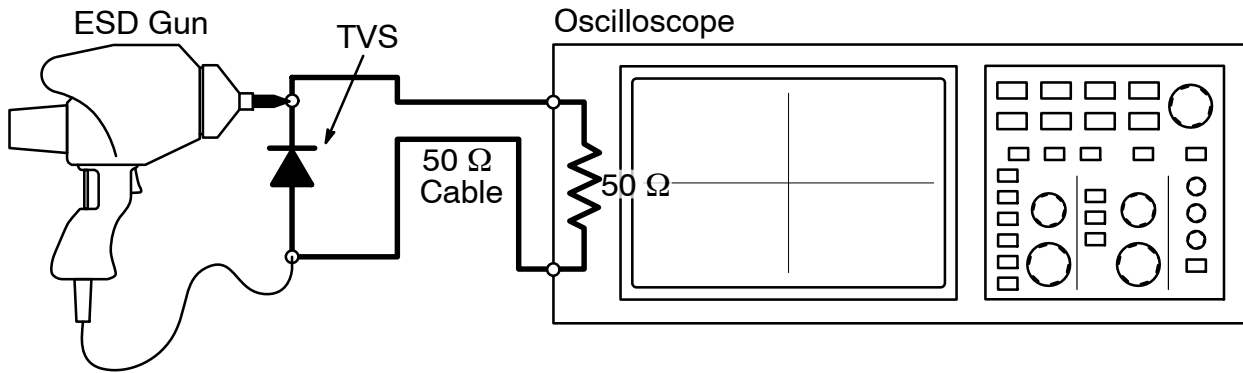 ESD Gun
Oscilloscope
TVS
50 Ω
Cable
50 Ω